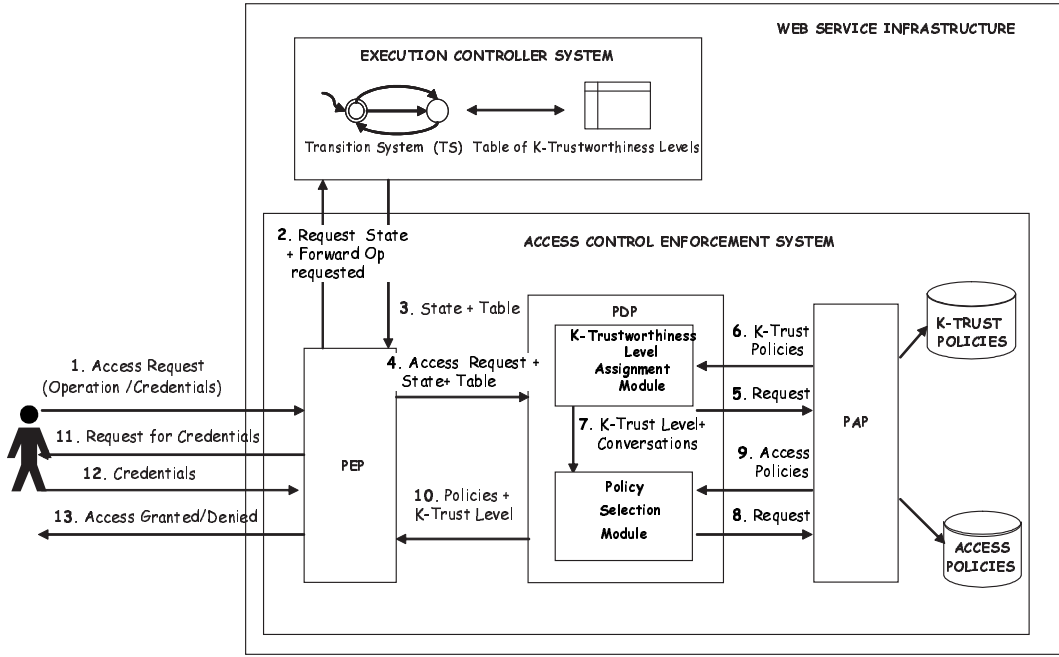 WEB SERVICE INFRASTRUCTURE
EXECUTION CONTROLLER SYSTEM
Transition System (TS)
Table of K-Trustworthiness Levels
2. Request State
+ Forward Op
requested
ACCESS CONTROL ENFORCEMENT SYSTEM
3. State + Table
PDP
K-Trustworthiness
Level
Assignment
Module
6. K-Trust
Policies
K-TRUST
POLICIES
1. Access Request
(Operation /Credentials)
4. Access Request +
State+ Table
5. Request
PAP
7. K-Trust Level+
Conversations
11. Request for Credentials
PEP
12. Credentials
9. Access
Policies
10. Policies +
K-Trust Level
Policy
Selection
Module
13. Access Granted/Denied
8. Request
ACCESS
POLICIES